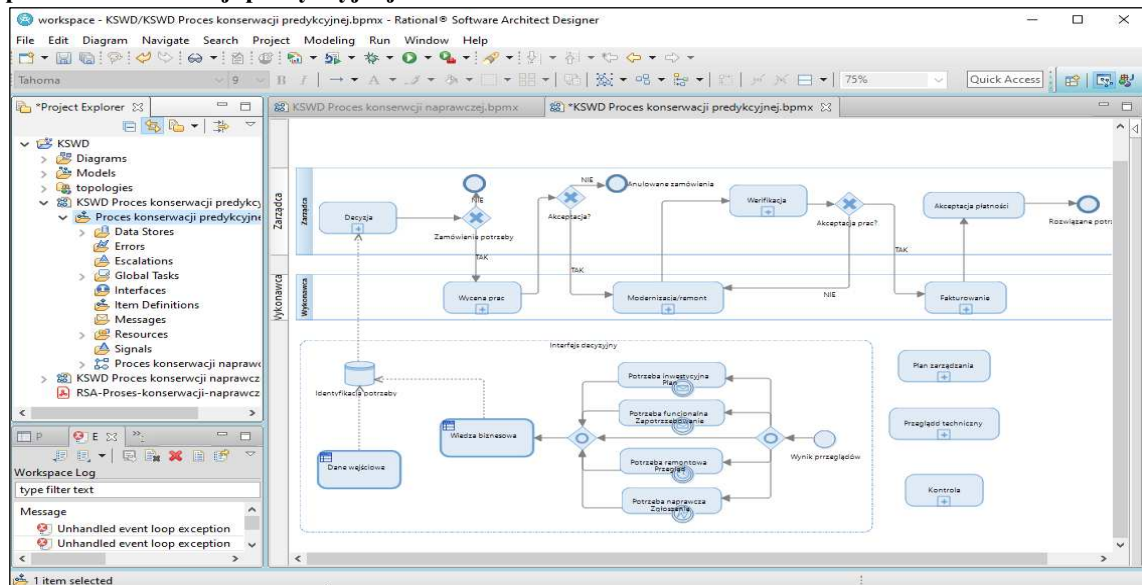 workspace - KSWD/KSWD Proces konserwacji predykcyjnej.bpmx - Rational® Software Architect Designer
File Edit Diagram Navigate Search Project Modeling Run Window Help
Tahoma 9 B I A 75% Quick Access
*Project Explorer
KSWD
Diagrams
Models
topologies
KSWD Proces konserwacji predykcy
Proces konserwacji predykcyjne
Data Stores
Errors
Escalations
Global Tasks
Interfaces
Item Definitions
Messages
Resources
Signals
Proces konserwacji naprawc
KSWD Proces konserwcji naprawcz
RSA-Proses-konserwacji-naprawcz
P E
Workspace Log
type filter text
Message
Unhandled event loop exception
Unhandled event loop exception
1 item selected
KSWD Proces konserwcji naprawczej.bpmx
*KSWD Proces konserwacji predykcyjnej.bpmx
Zarządca
Decyzja
NIE
Zamówienie potrzeby
TAK
NIE
Anulowane zamówienia
Akceptacja?
TAK
Weryfikacja
Akceptacja prac?
NIE
TAK
Akceptacja płatności
Rozwiązane potr
Wykonawca
Wykonawca
Wycena prac
Modernizacja/remont
Fakturowanie
Interfejs decyzyjny
Identyfikacja potrzeby
Dane wejściowe
Wiedza biznesowa
Potrzeba inwestycyjna
Plan
Potrzeba funcjonalna
Zapotrzebowanie
Potrzeba remontowa
Przegląd
Potrzeba naprawcza
Zgłoszenie
Wynik prrzeglądów
Plan zarządzania
Przegląd techniczny
Kontrola